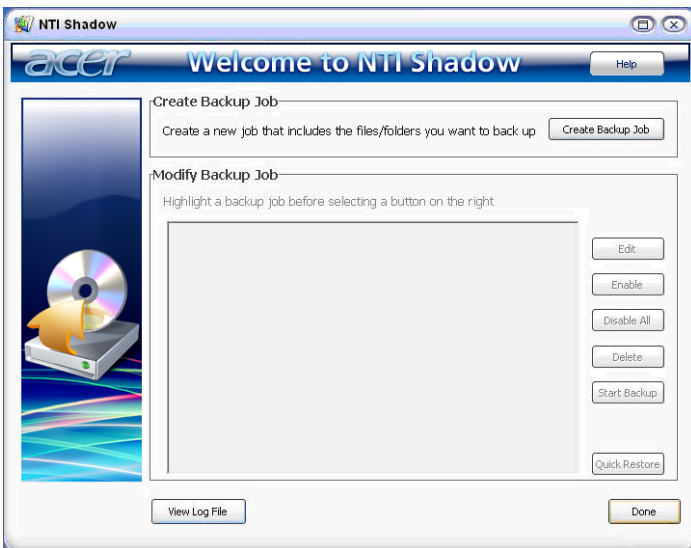 NTI Shadow
acer
Welcome to NTI Shadow
Help
Create Backup Job
Create a new job that includes the files/folders you want to back up
Create Backup Job
Modify Backup Job
Highlight a backup job before selecting a button on the right
Edit
Enable
Disable All
Delete
Start Backup
Quick Restore
View Log File
Done